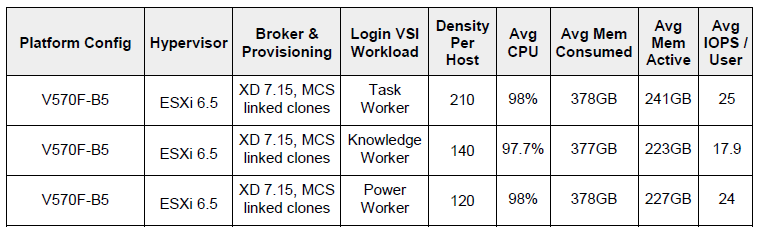 Platform Config Hypervisor Broker & Provisioning Login VSI Workload Density Per Host Avg CPU Avg Mem Consumed Avg Mem Active Avg IOPS / User
V570F-B5 ESXi 6.5 XD 7.15, MCS linked clones Task Worker 210 98% 378GB 241GB 25
V570F-B5 ESXi 6.5 XD 7.15, MCS linked clones Knowledge Worker 140 97.7% 377GB 223GB 17.9
V570F-B5 ESXi 6.5 XD 7.15, MCS linked clones Power Worker 120 98% 378GB 227GB 24